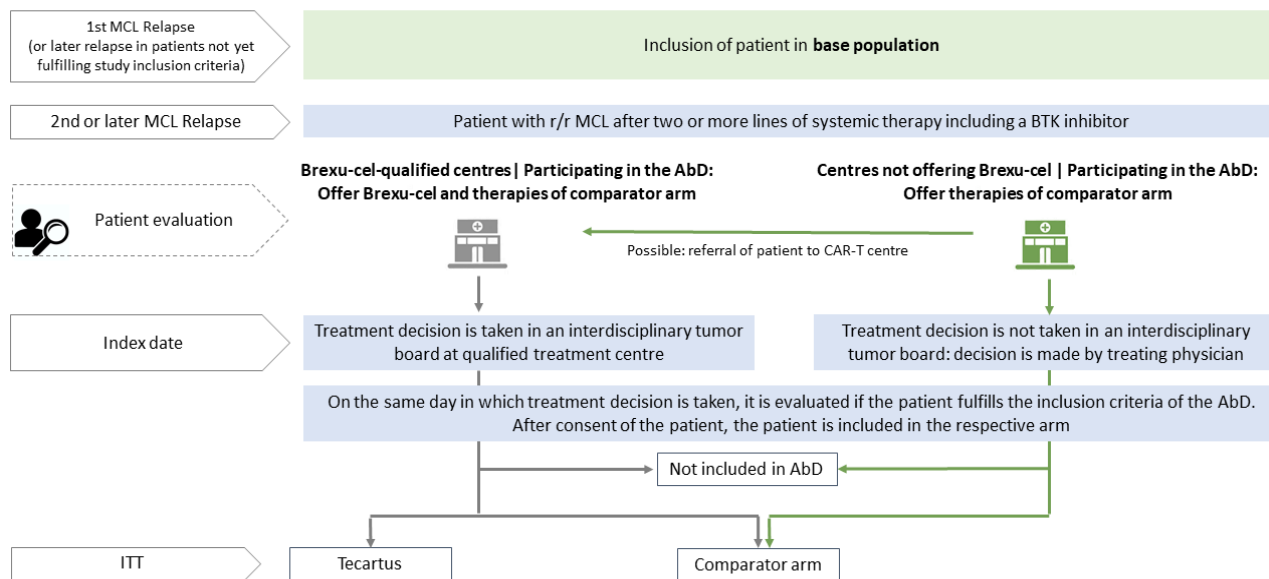 1st MCL Relapse
(or later relapse in patients not yet
fulfilling study inclusion criteria)
Inclusion of patient in base population
2nd or later MCL Relapse
Patient with r/r MCL after two or more lines of systemic therapy including a BTK inhibitor
Brexu-cel-qualified centres| Participating in the AbD:
Offer Brexu-cel and therapies of comparator arm
Centres not offering Brexu-cel | Participating in the AbD:
Offer therapies of comparator arm
Patient evaluation
Possible: referral of patient to CAR-T centre
Index date
Treatment decision is taken in an interdisciplinary tumor
board at qualified treatment centre
Treatment decision is not taken in an interdisciplinary
tumor board: decision is made by treating physician
On the same day in which treatment decision is taken, it is evaluated if the patient fulfills the inclusion criteria of the AbD.
After consent of the patient, the patient is included in the respective arm
Not included in AbD
ITT
Tecartus
Comparator arm